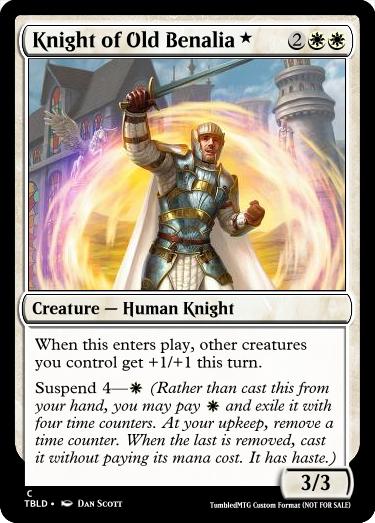 Knight of Old Benalia ★ 2
Creature — Human Knight
When this enters play, other creatures
you control get +1/+1 this turn.
Suspend 4— (Rather than cast this from
your hand, you may pay and exile it with
four time counters. At your upkeep, remove a
time counter. When the last is removed, cast
it without paying its mana cost. It has haste.)
3/3
C
TBLD • DAN SCOTT
TumbledMTG Custom Format (NOT FOR SALE)